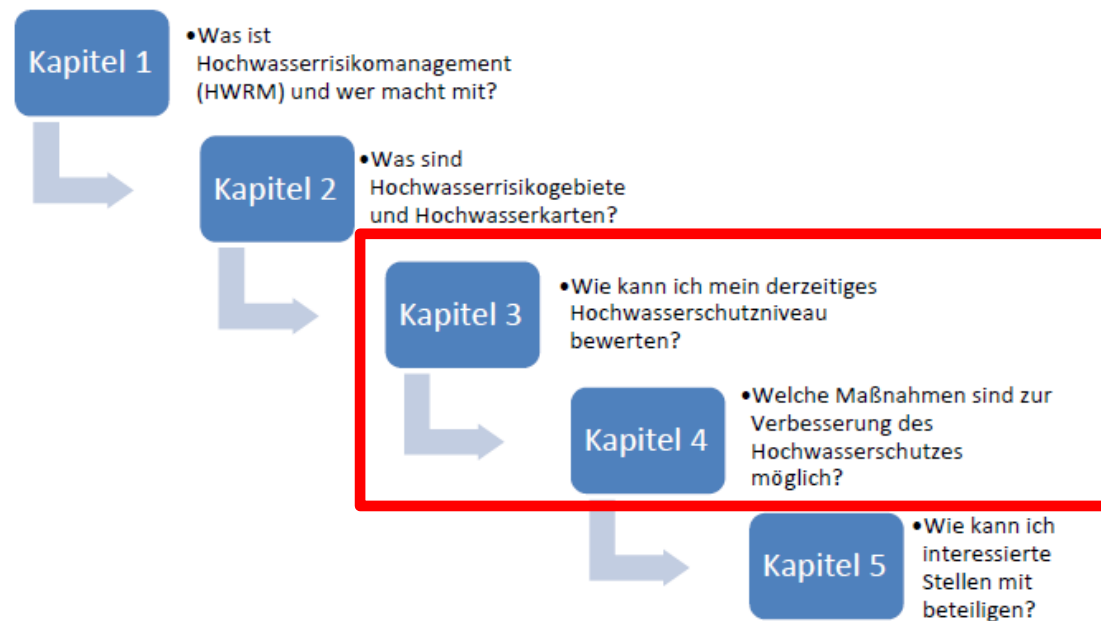 Kapitel 1
•Was ist
Hochwasserrisikomanagement
(HWRM) und wer macht mit?
Kapitel 2
•Was sind
Hochwasserrisikogebiete
und Hochwasserkarten?
Kapitel 3
•Wie kann ich mein derzeitiges
Hochwasserschutzniveau
bewerten?
Kapitel 4
•Welche Maßnahmen sind zur
Verbesserung des
Hochwasserschutzes
möglich?
Kapitel 5
•Wie kann ich
interessierte
Stellen mit
beteiligen?